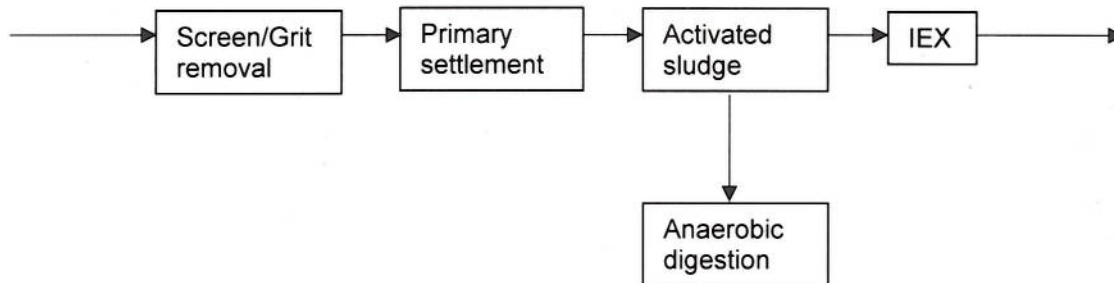 Screen/Grit
removal
Primary
settlement
Activated
sludge
IEX
Anaerobic
digestion